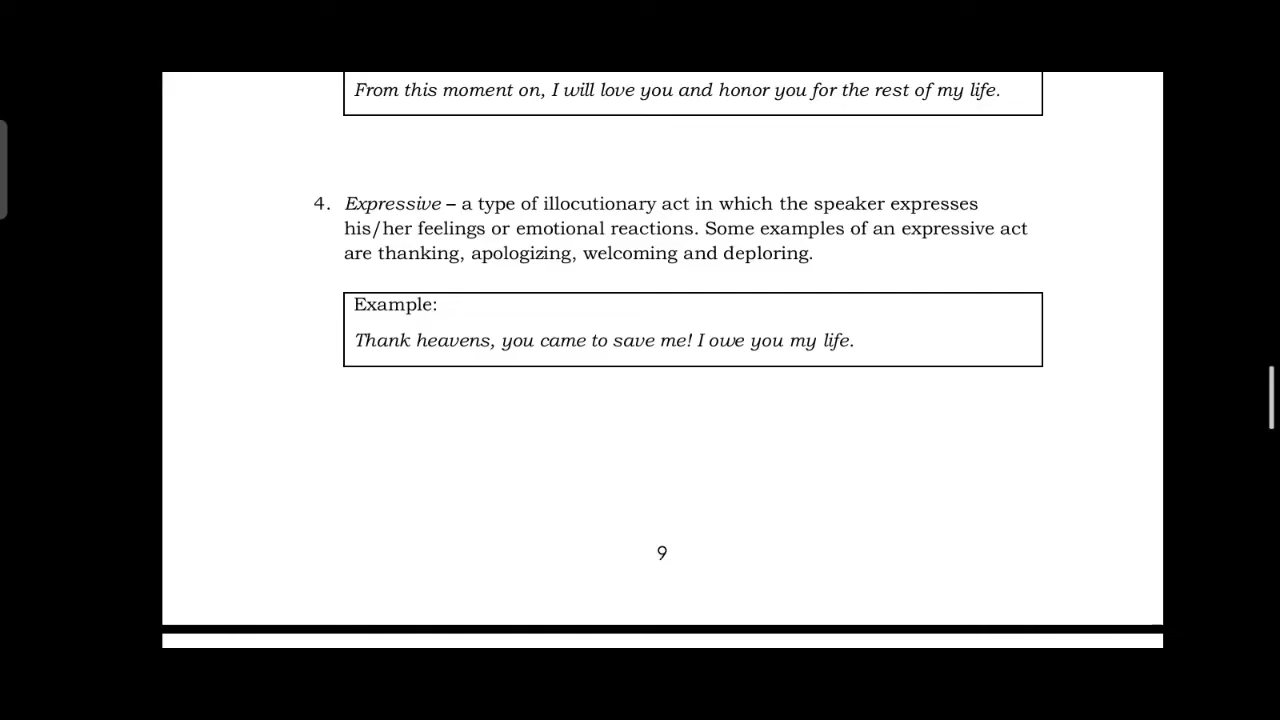 From this moment on, I will love you and honor you for the rest of my life.
4. Expressive – a type of illocutionary act in which the speaker expresses
his/her feelings or emotional reactions. Some examples of an expressive act
are thanking, apologizing, welcoming and deploring.
Example:
Thank heavens, you came to save me! I owe you my life.
9